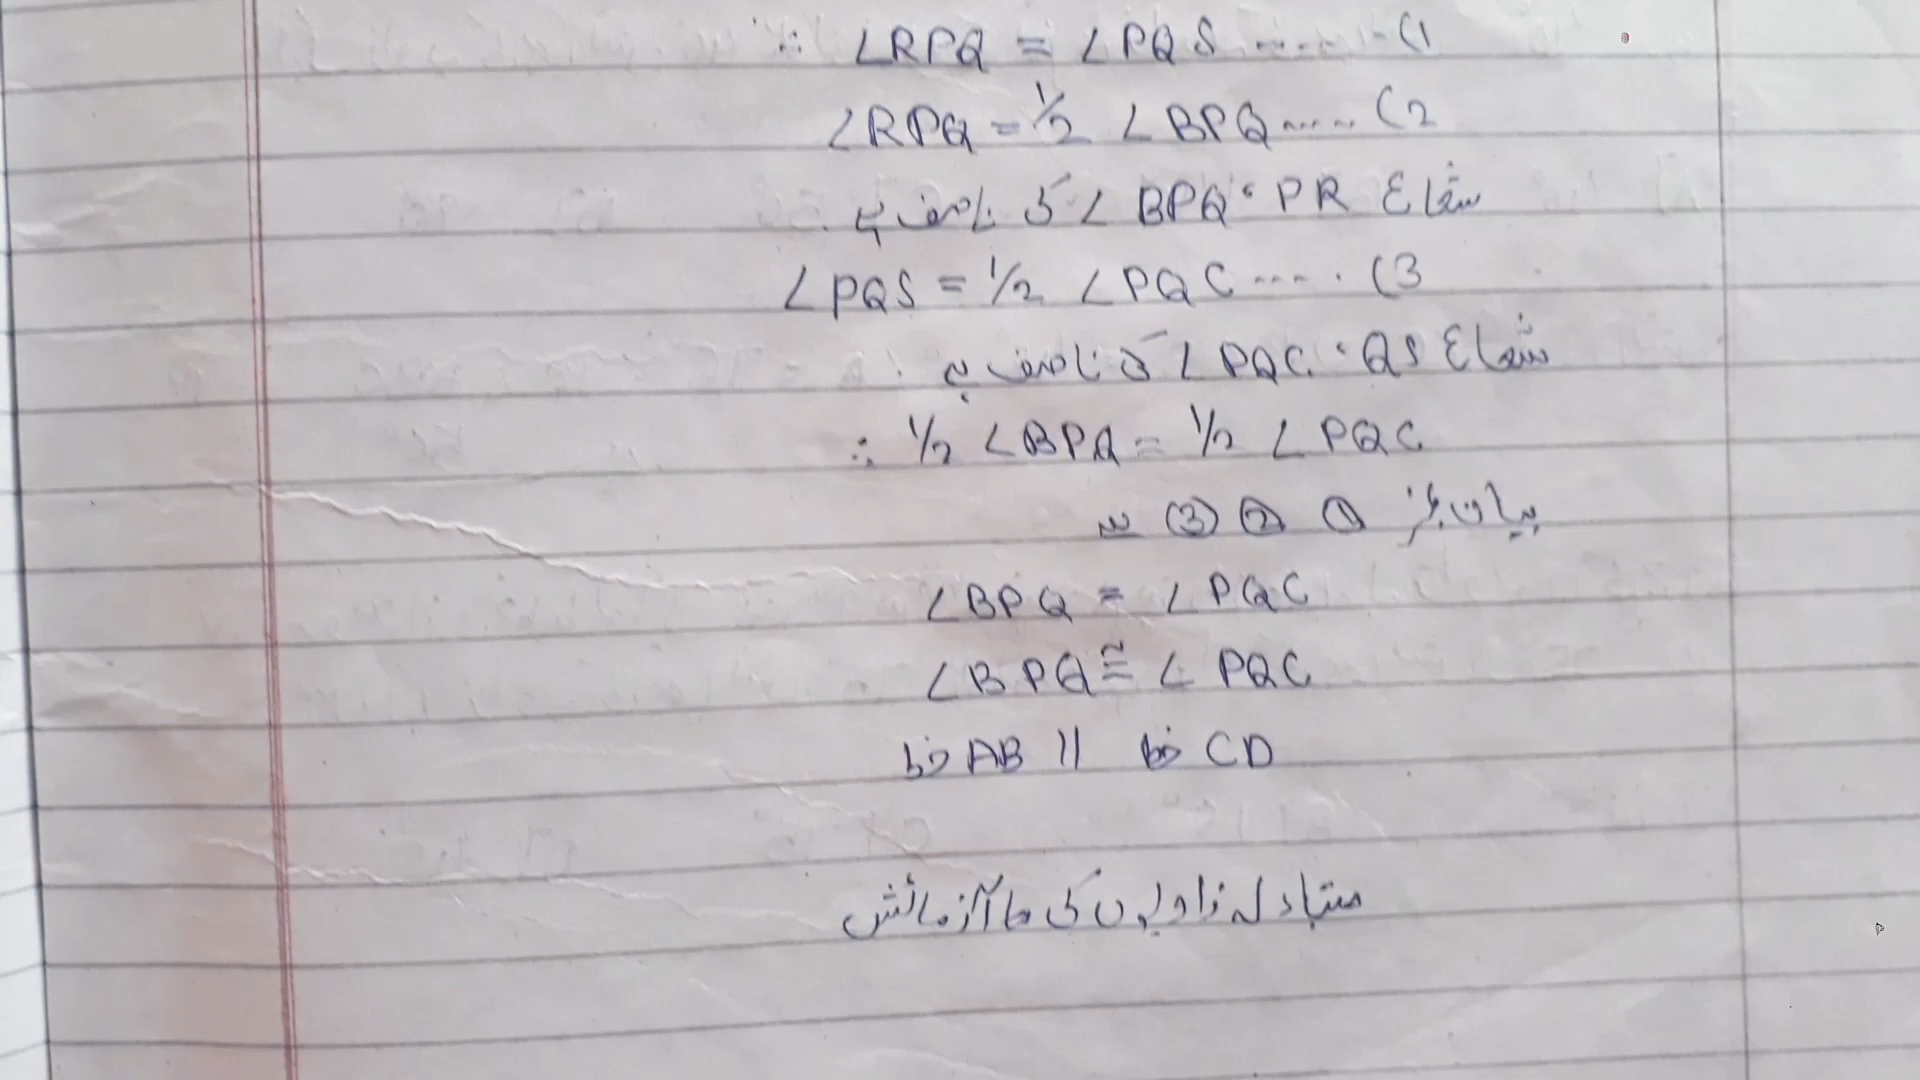 ∴ ∠RPQ = ∠PQS ..... (1
∠RPQ = 1/2 ∠BPQ ..... (2
شعاع PR، ∠BPQ کا ناصف ہے
∠PQS = 1/2 ∠PQC ..... (3
شعاع QS، ∠PQC کا ناصف ہے
∴ 1/2 ∠BPQ = 1/2 ∠PQC
بیان نمبر ① ② (3) سے
∠BPQ = ∠PQC
∠BPQ ≅ ∠PQC
خط AB || خط CD
متبادلہ زاویوں کی آزمائش